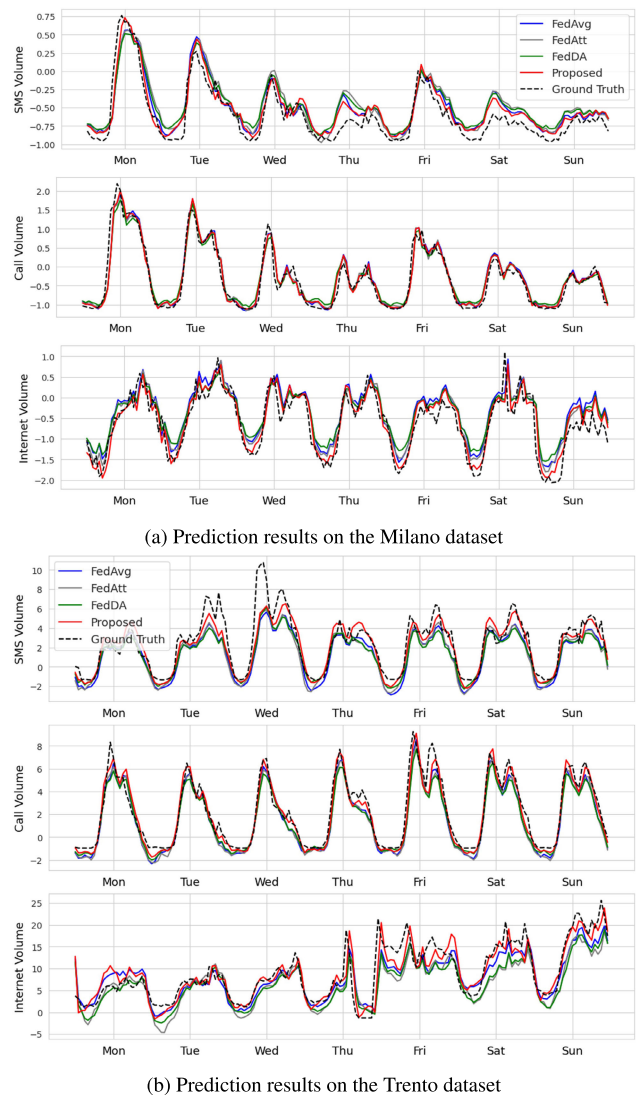 0.75
0.50
0.25
0.00
−0.25
−0.50
−0.75
−1.00
SMS Volume
FedAvg
FedAtt
FedDA
Proposed
Ground Truth
Mon Tue Wed Thu Fri Sat Sun
2.0
1.5
1.0
0.5
0.0
−0.5
−1.0
Call Volume
Mon Tue Wed Thu Fri Sat Sun
1.0
0.5
0.0
−0.5
−1.0
−1.5
−2.0
Internet Volume
Mon Tue Wed Thu Fri Sat Sun
(a) Prediction results on the Milano dataset
10
8
6
4
2
0
−2
SMS Volume
FedAvg
FedAtt
FedDA
Proposed
Ground Truth
Mon Tue Wed Thu Fri Sat Sun
8
6
4
2
0
−2
Call Volume
Mon Tue Wed Thu Fri Sat Sun
25
20
15
10
5
0
−5
Internet Volume
Mon Tue Wed Thu Fri Sat Sun
(b) Prediction results on the Trento dataset